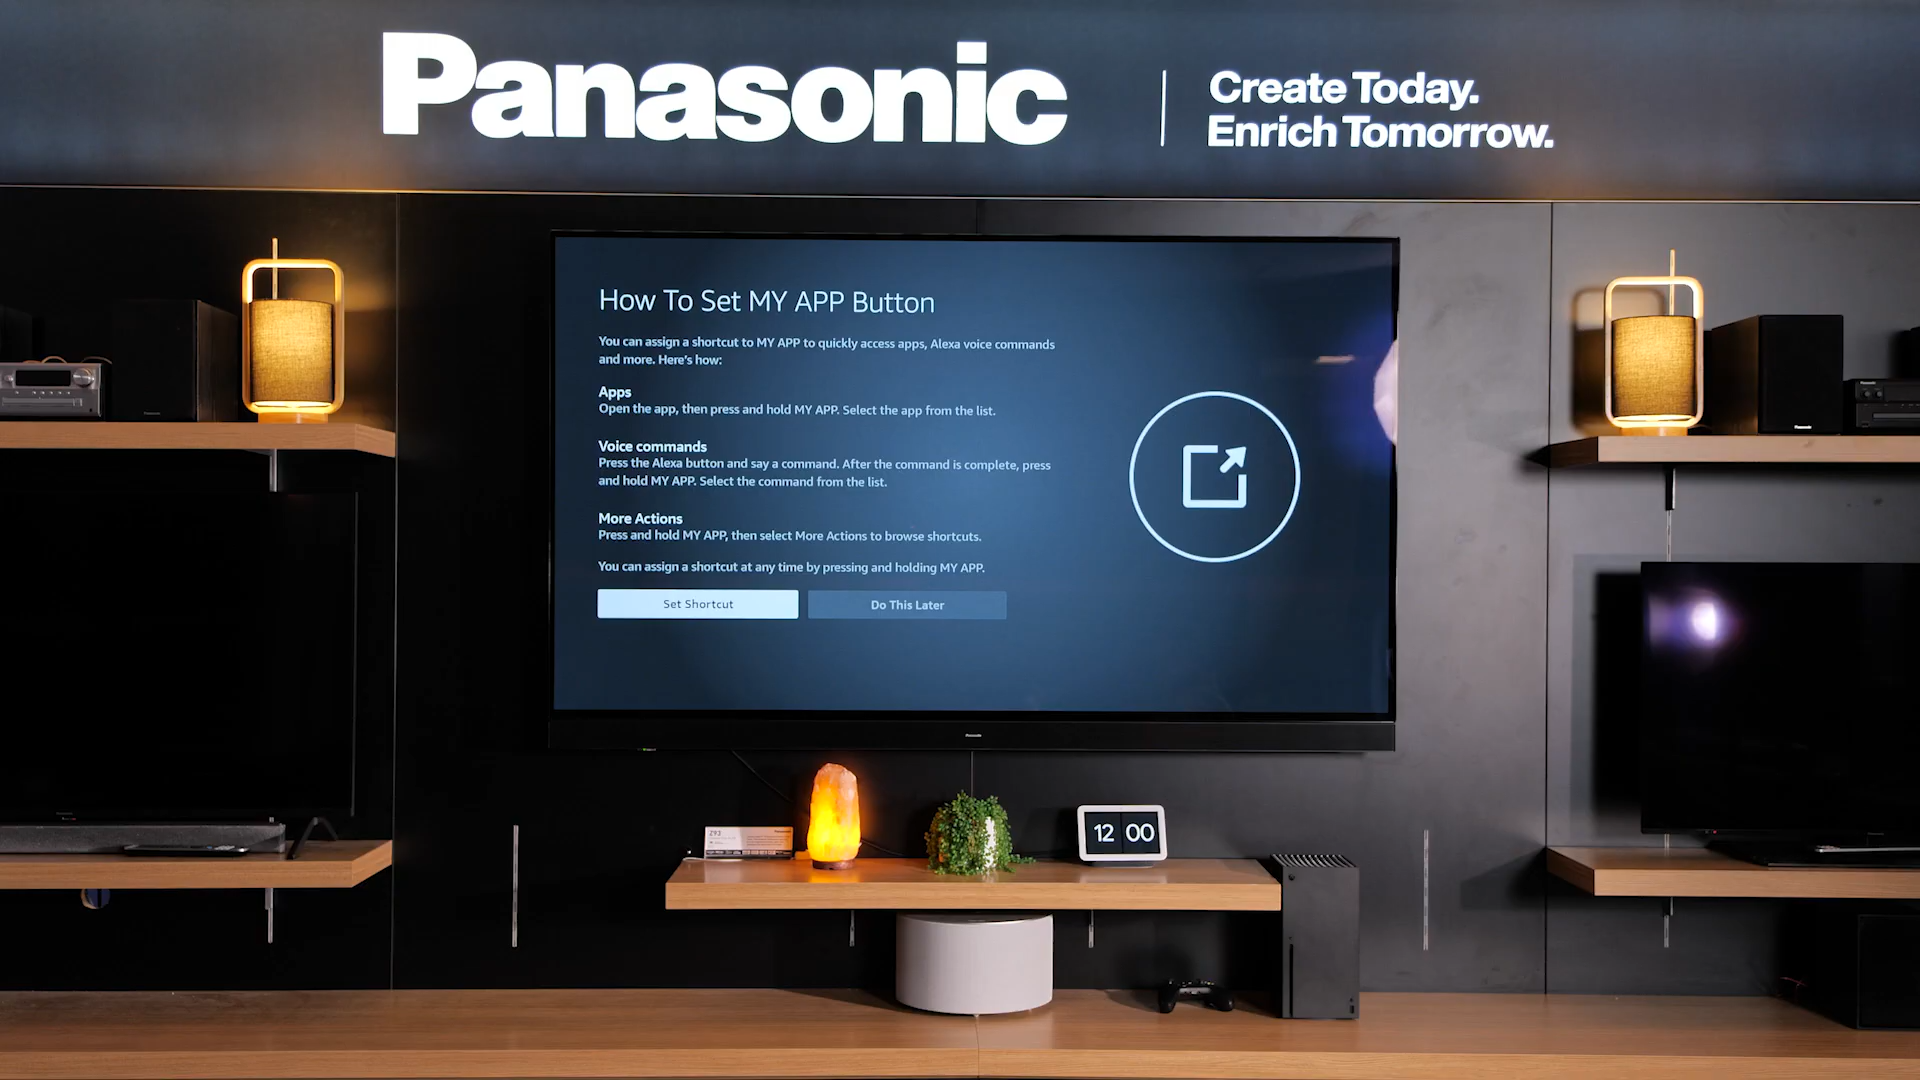 Panasonic
Create Today.
Enrich Tomorrow.
How To Set MY APP Button
You can assign a shortcut to MY APP to quickly access apps, Alexa voice commands
and more. Here's how:
Apps
Open the app, then press and hold MY APP. Select the app from the list.
Voice commands
Press the Alexa button and say a command. After the command is complete, press
and hold MY APP. Select the command from the list.
More Actions
Press and hold MY APP, then select More Actions to browse shortcuts.
You can assign a shortcut at any time by pressing and holding MY APP.
Set Shortcut
Do This Later
Panasonic
Panasonic
Z92
Panasonic
12 00